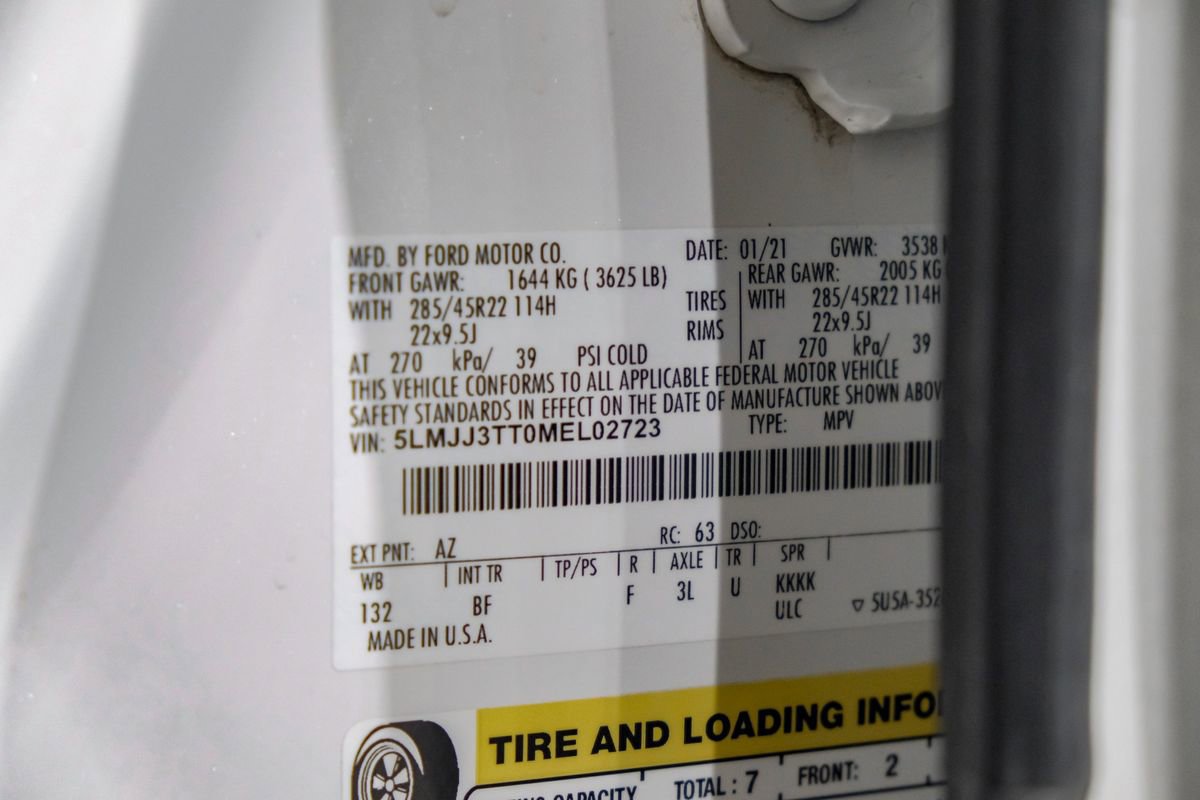 MFD. BY FORD MOTOR CO. DATE: 01/21 GVWR: 3538
FRONT GAWR: 1644 KG ( 3625 LB) REAR GAWR: 2005 KG
WITH 285/45R22 114H TIRES WITH 285/45R22 114H
22x9.5J RIMS 22x9.5J
AT 270 kPa/ 39 PSI COLD AT 270 kPa/ 39
THIS VEHICLE CONFORMS TO ALL APPLICABLE FEDERAL MOTOR VEHICLE
SAFETY STANDARDS IN EFFECT ON THE DATE OF MANUFACTURE SHOWN ABOV
VIN: 5LMJJ3TT0MEL02723 TYPE: MPV
EXT PNT: AZ RC: 63 DSO:
WB INT TR TP/PS R AXLE TR SPR
132 BF F 3L U KKKK
ULC ▽ 5U5A-352
MADE IN U.S.A.
TIRE AND LOADING INFO
CAPACITY TOTAL : 7 FRONT: 2